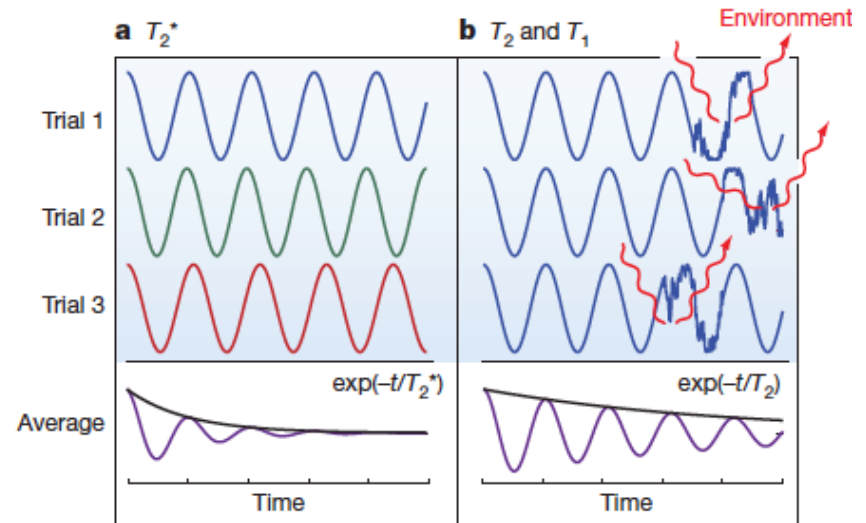 a T₂*
b T₂ and T₁
Environment
Trial 1
Trial 2
Trial 3
exp(–t/T₂*)
exp(–t/T₂)
Average
Time
Time